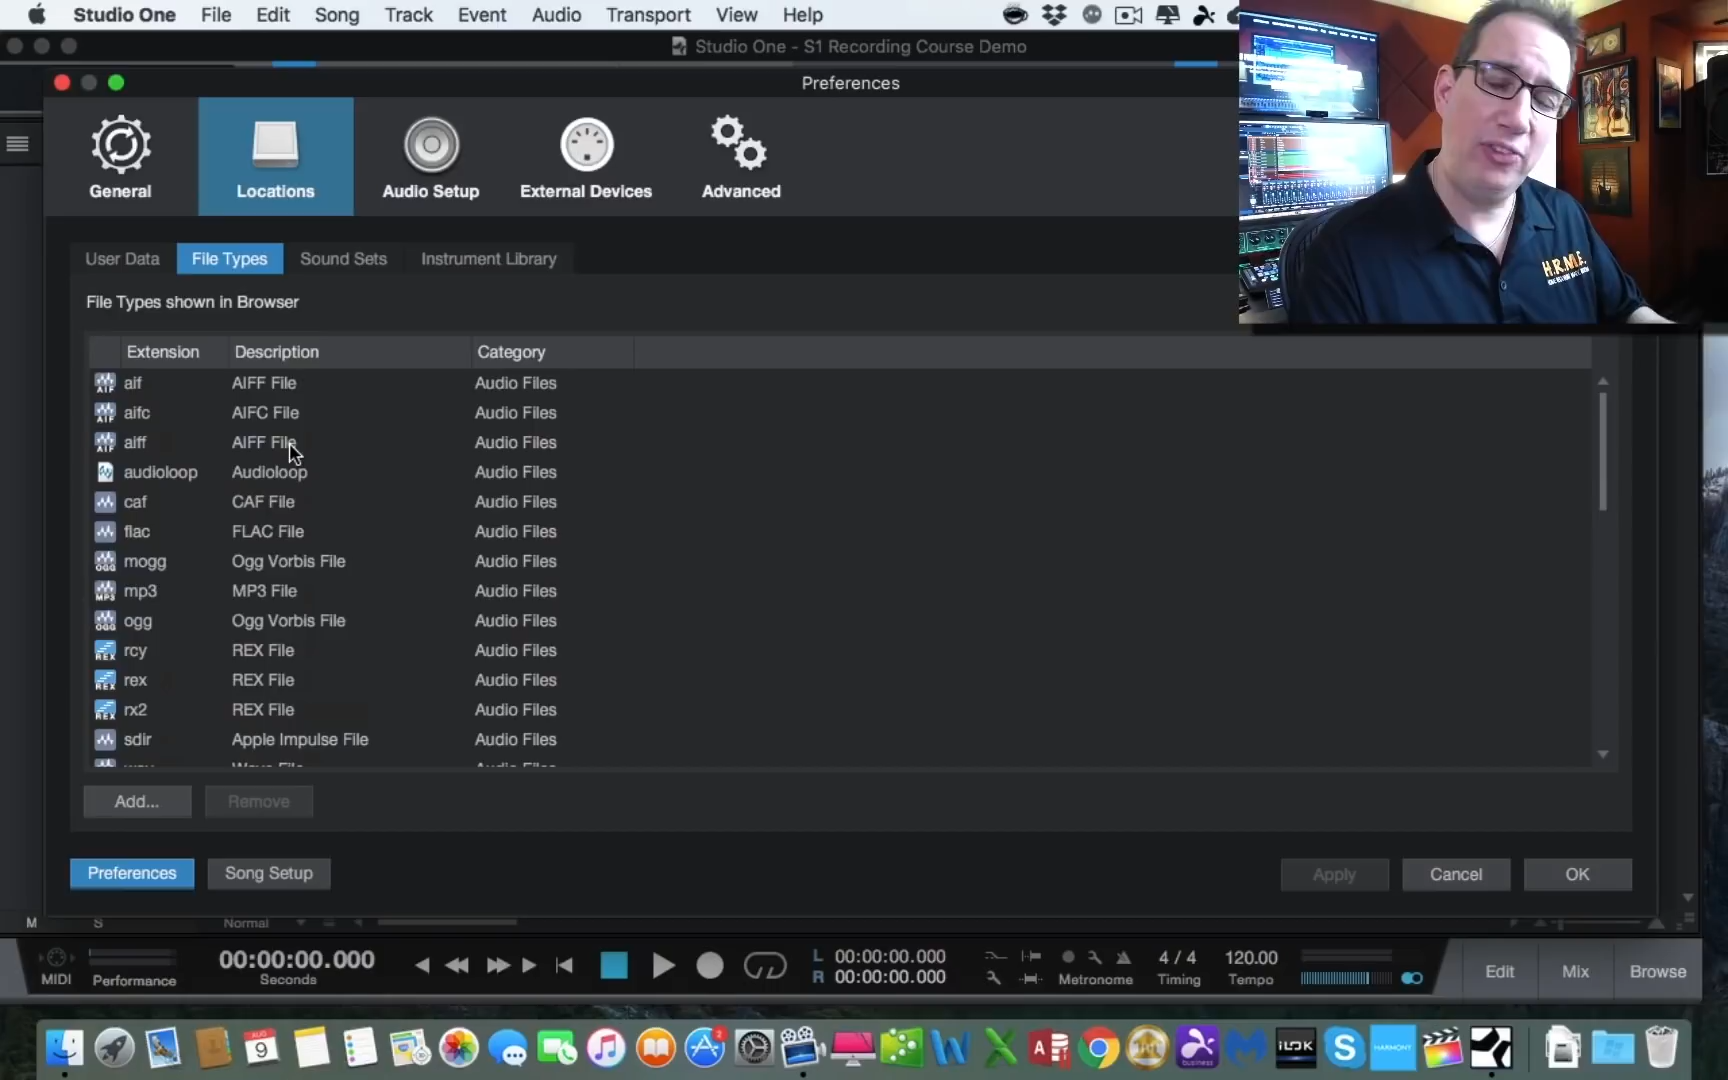 Studio One File Edit Song Track Event Audio Transport View Help
Studio One - S1 Recording Course Demo
Preferences
General Locations Audio Setup External Devices Advanced
User Data File Types Sound Sets Instrument Library
File Types shown in Browser
Extension Description Category
aif AIFF File Audio Files
aifc AIFC File Audio Files
aiff AIFF File Audio Files
audioloop Audioloop Audio Files
caf CAF File Audio Files
flac FLAC File Audio Files
mogg Ogg Vorbis File Audio Files
mp3 MP3 File Audio Files
ogg Ogg Vorbis File Audio Files
rcy REX File Audio Files
rex REX File Audio Files
rx2 REX File Audio Files
sdir Apple Impulse File Audio Files
Add... Remove
Preferences Song Setup Apply Cancel OK
M S Normal
MIDI Performance
00:00:00.000
Seconds
L 00:00:00.000
R 00:00:00.000
Metronome
4 / 4
Timing
120.00
Tempo
Edit Mix Browse
H.R.M.E.
AUG
9
2
business
iLOK
HARMONY